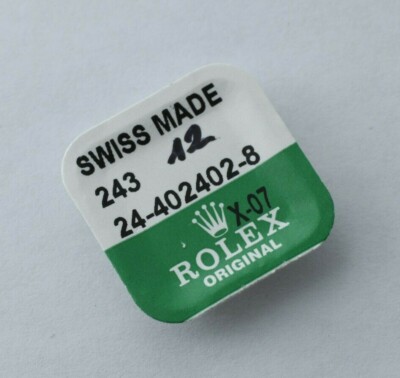 SWISS MADE
243 12
24-402402-8
X-07
ROLEX
ORIGINAL